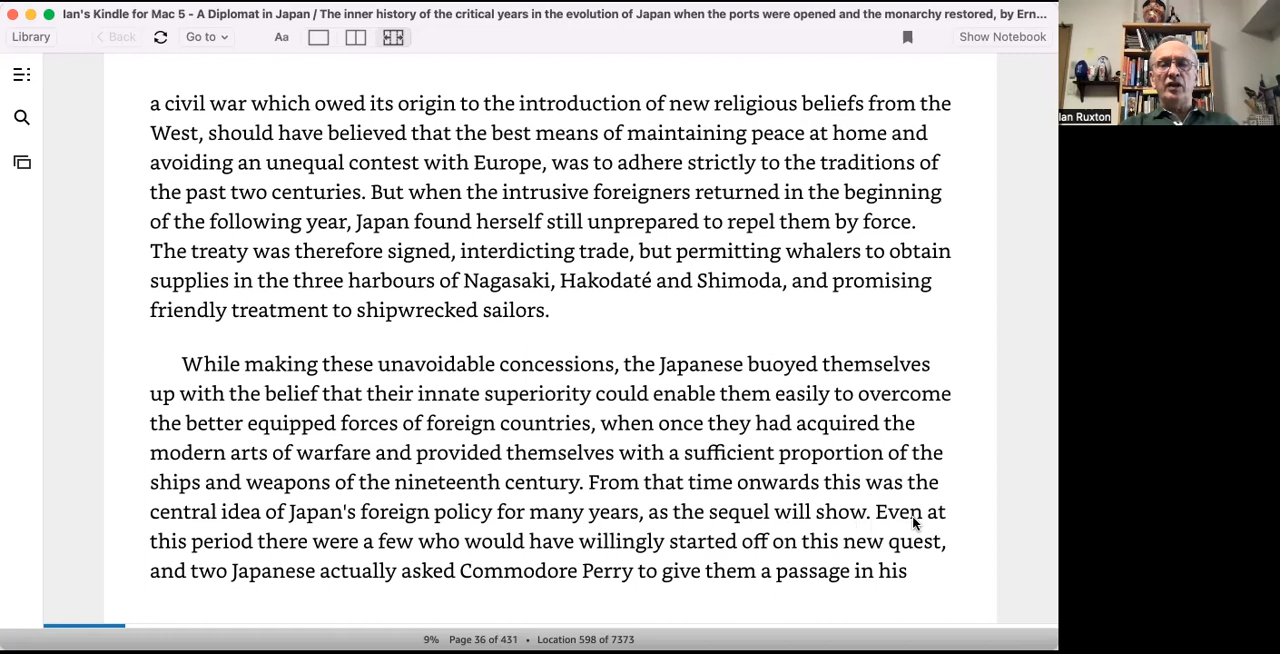 Ian's Kindle for Mac 5 - A Diplomat in Japan / The inner history of the critical years in the evolution of Japan when the ports were opened and the monarchy restored, by Ern...
Library
Back
Go to
Aa
Show Notebook
Ian Ruxton
a civil war which owed its origin to the introduction of new religious beliefs from the
West, should have believed that the best means of maintaining peace at home and
avoiding an unequal contest with Europe, was to adhere strictly to the traditions of
the past two centuries. But when the intrusive foreigners returned in the beginning
of the following year, Japan found herself still unprepared to repel them by force.
The treaty was therefore signed, interdicting trade, but permitting whalers to obtain
supplies in the three harbours of Nagasaki, Hakodaté and Shimoda, and promising
friendly treatment to shipwrecked sailors.
While making these unavoidable concessions, the Japanese buoyed themselves
up with the belief that their innate superiority could enable them easily to overcome
the better equipped forces of foreign countries, when once they had acquired the
modern arts of warfare and provided themselves with a sufficient proportion of the
ships and weapons of the nineteenth century. From that time onwards this was the
central idea of Japan's foreign policy for many years, as the sequel will show. Even at
this period there were a few who would have willingly started off on this new quest,
and two Japanese actually asked Commodore Perry to give them a passage in his
9% Page 36 of 431 • Location 598 of 7373